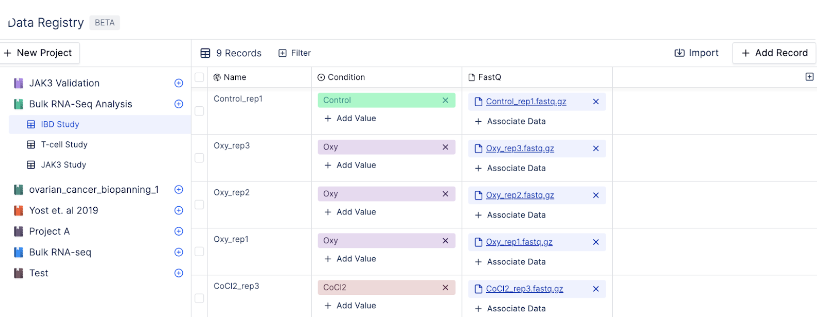 Data Registry BETA
+ New Project
9 Records Filter Import + Add Record
Name Condition FastQ
JAK3 Validation
Bulk RNA-Seq Analysis
IBD Study
T-cell Study
JAK3 Study
ovarian_cancer_biopanning_1
Yost et. al 2019
Project A
Bulk RNA-seq
Test
Control_rep1 Control × Control_rep1.fastq.gz ×
+ Add Value + Associate Data
Oxy_rep3 Oxy × Oxy_rep3.fastq.gz ×
+ Add Value + Associate Data
Oxy_rep2 Oxy × Oxy_rep2.fastq.gz ×
+ Add Value + Associate Data
Oxy_rep1 Oxy × Oxy_rep1.fastq.gz ×
+ Add Value + Associate Data
CoCl2_rep3 CoCl2 × CoCl2_rep3.fastq.gz ×
+ Add Value + Associate Data